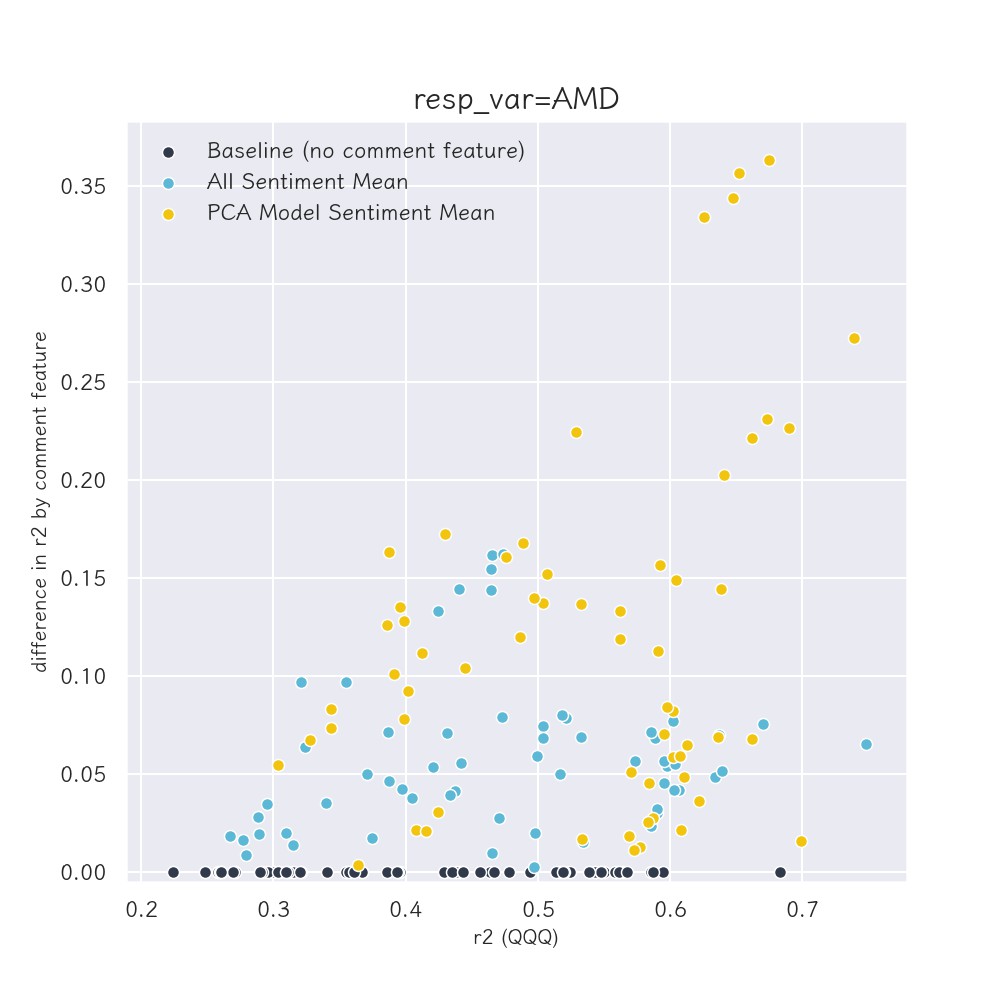 resp_var=AMD
Baseline (no comment feature)
All Sentiment Mean
PCA Model Sentiment Mean
difference in r2 by comment feature
0.35
0.30
0.25
0.20
0.15
0.10
0.05
0.00
0.2 0.3 0.4 0.5 0.6 0.7
r2 (QQQ)